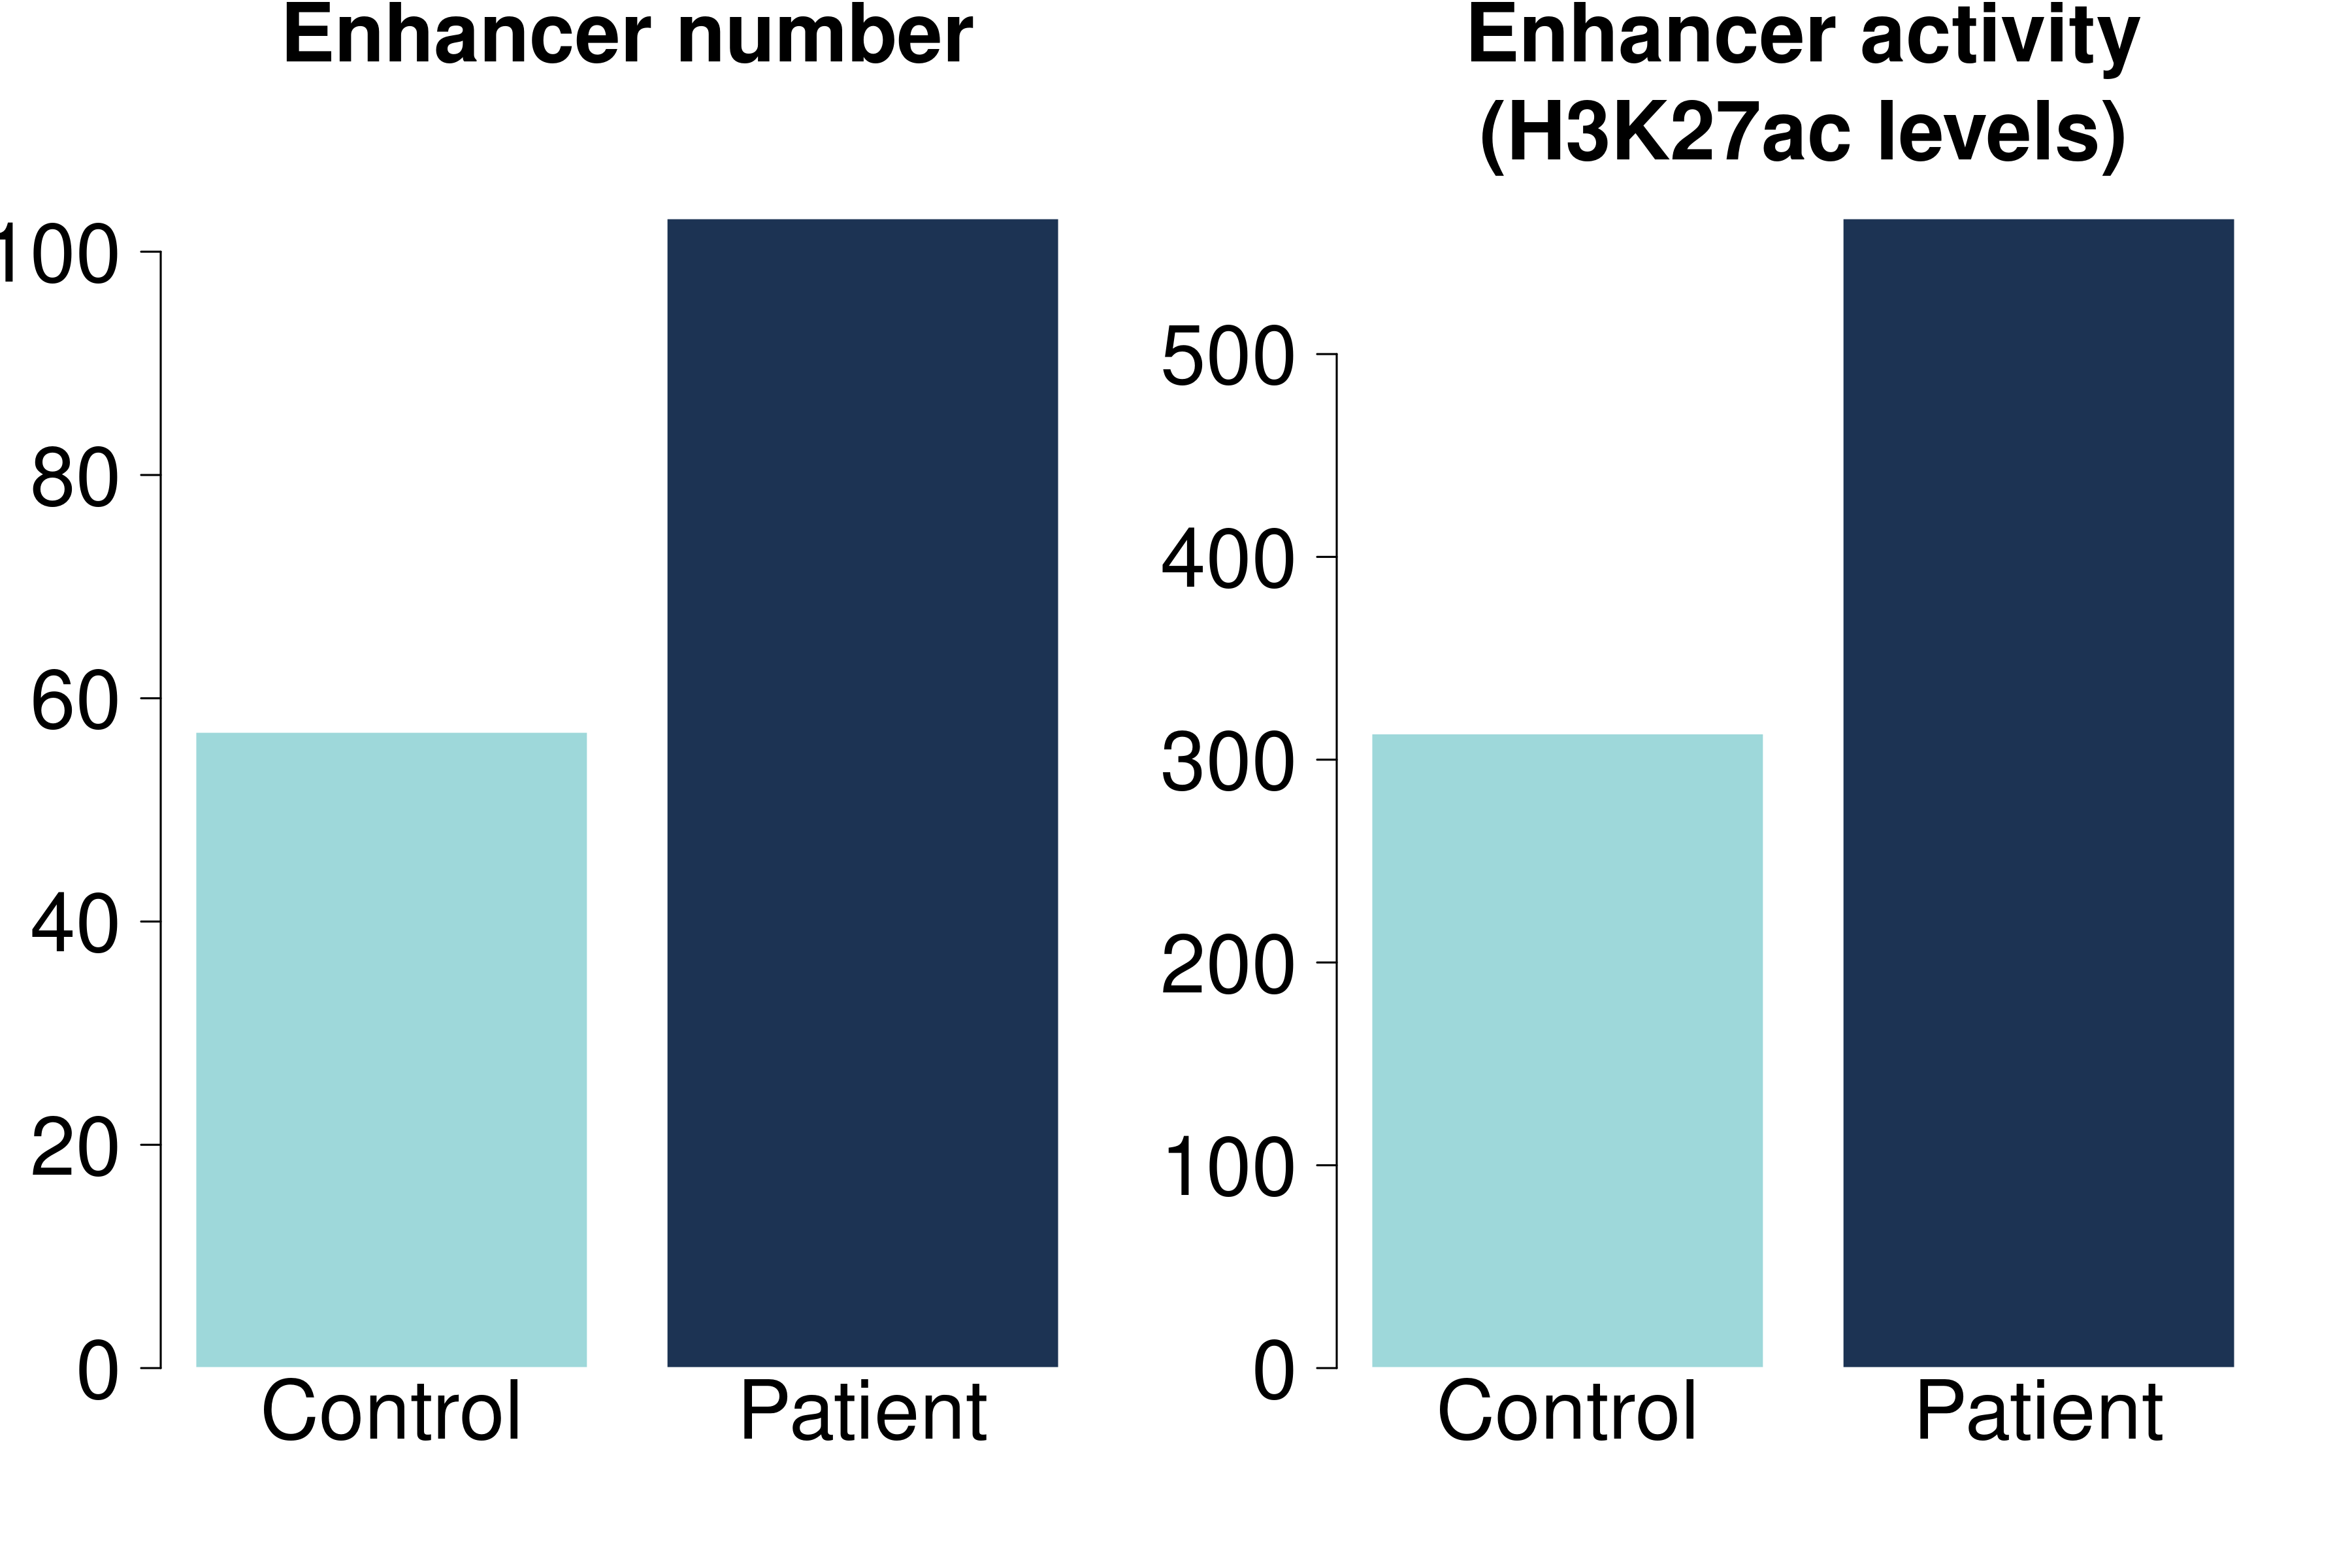 Enhancer number
100
80
60
40
20
0
Control Patient
Enhancer activity
(H3K27ac levels)
500
400
300
200
100
0
Control Patient